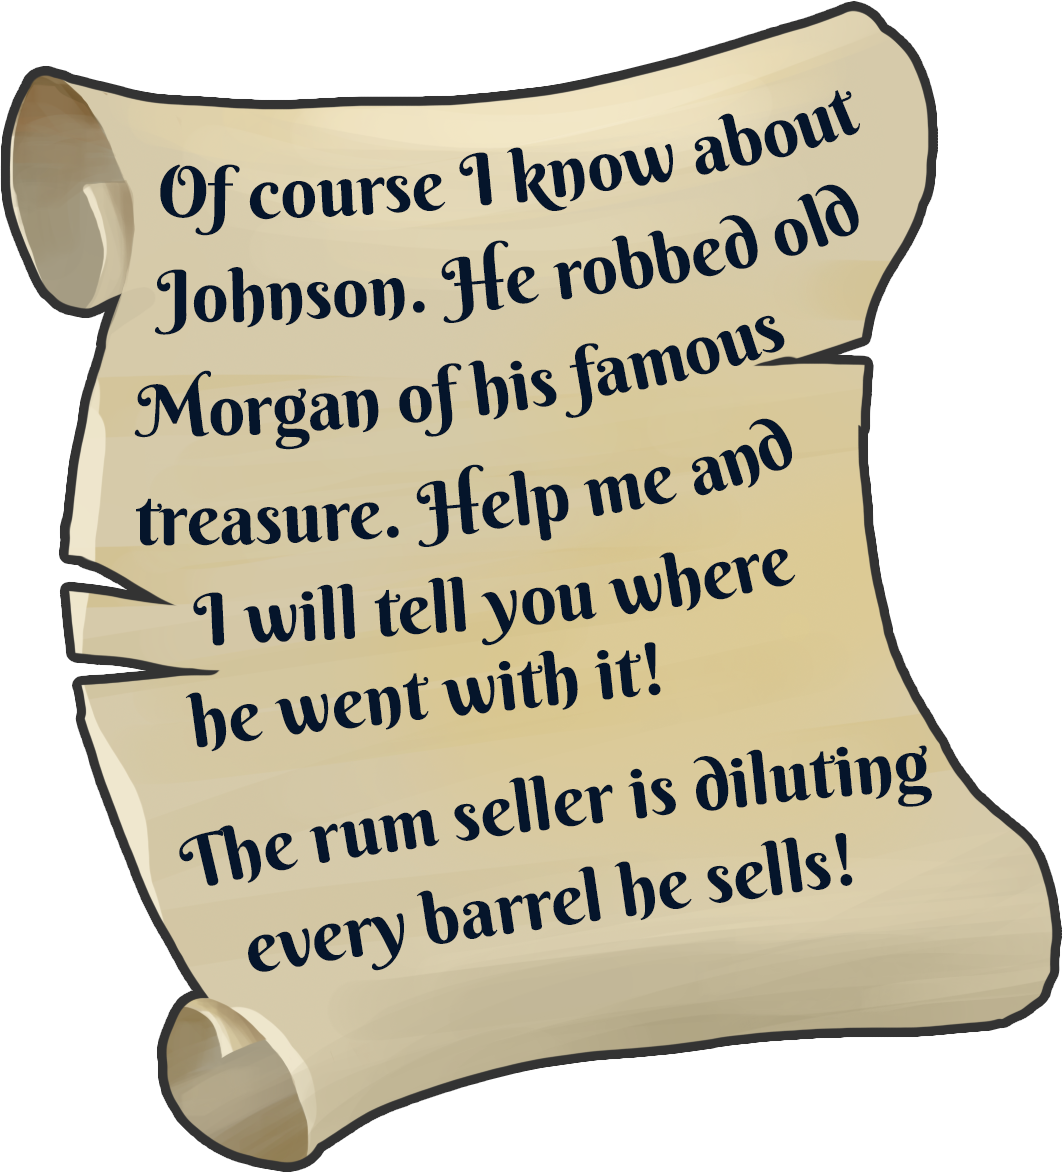 Of course I know about
Johnson. He robbed old
Morgan of his famous
treasure. Help me and
I will tell you where
he went with it!
The rum seller is diluting
every barrel he sells!